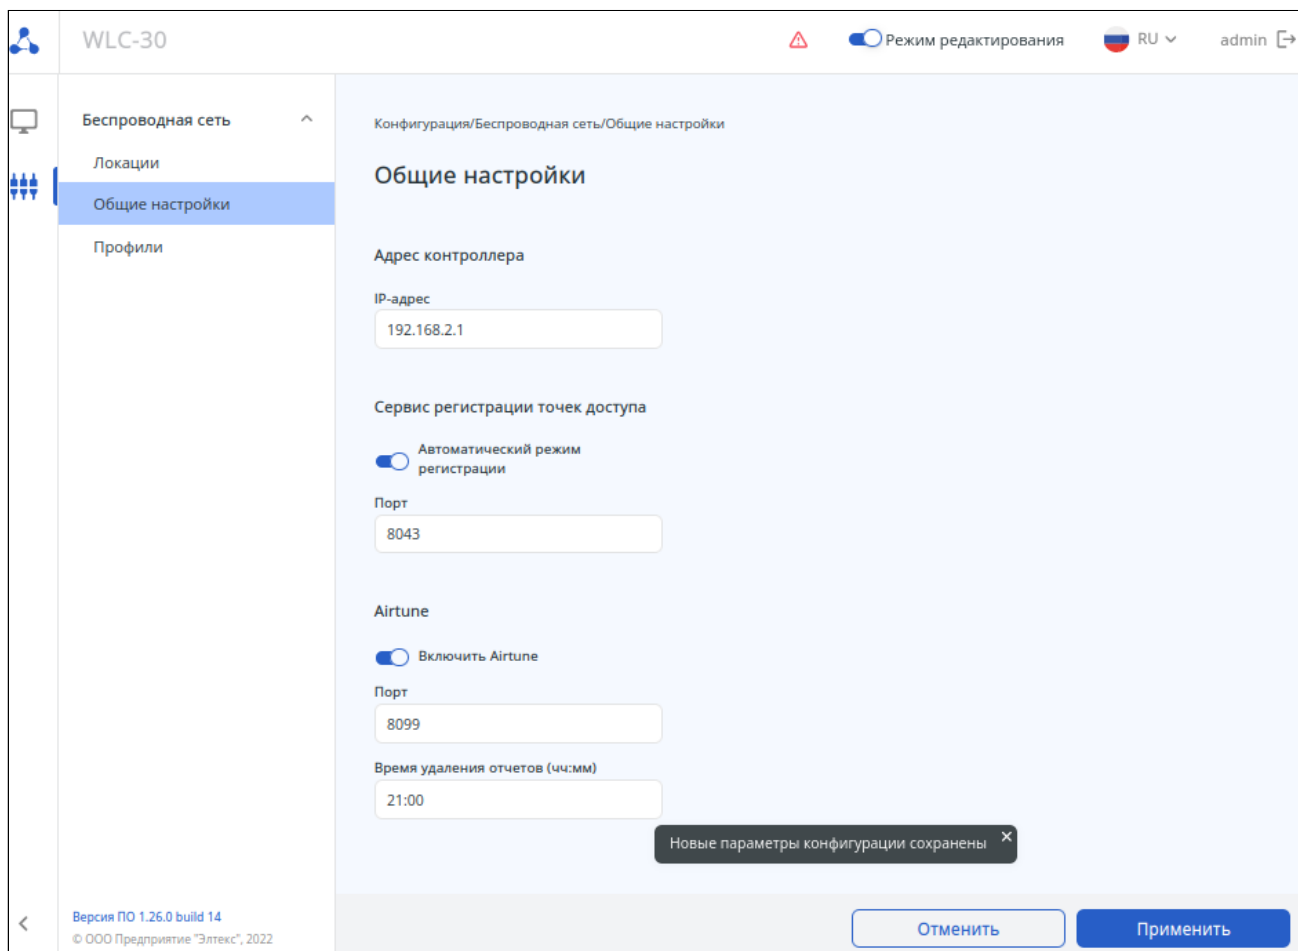 WLC-30
Режим редактирования
RU
admin
Беспроводная сеть
Локации
Общие настройки
Профили
Конфигурация/Беспроводная сеть/Общие настройки
Общие настройки
Адрес контроллера
IP-адрес
192.168.2.1
Сервис регистрации точек доступа
Автоматический режим
регистрации
Порт
8043
Airtune
Включить Airtune
Порт
8099
Время удаления отчетов (чч:мм)
21:00
Новые параметры конфигурации сохранены
Версия ПО 1.26.0 build 14
© ООО Предприятие "Элтекс", 2022
Отменить
Применить